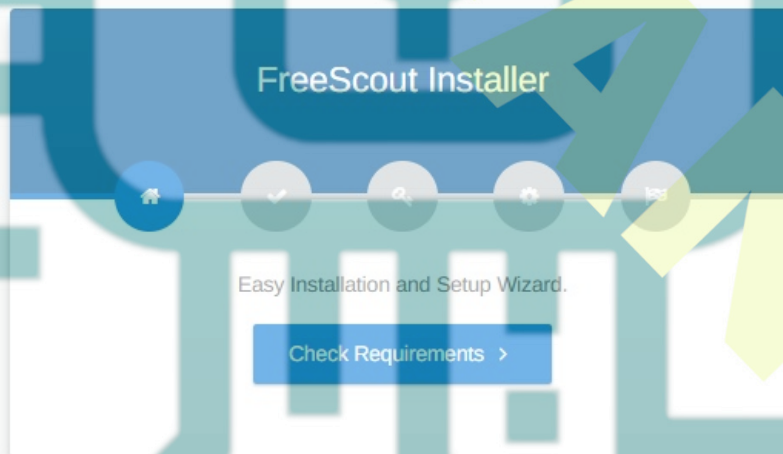 FreeScout Installer
Easy Installation and Setup Wizard.
Check Requirements